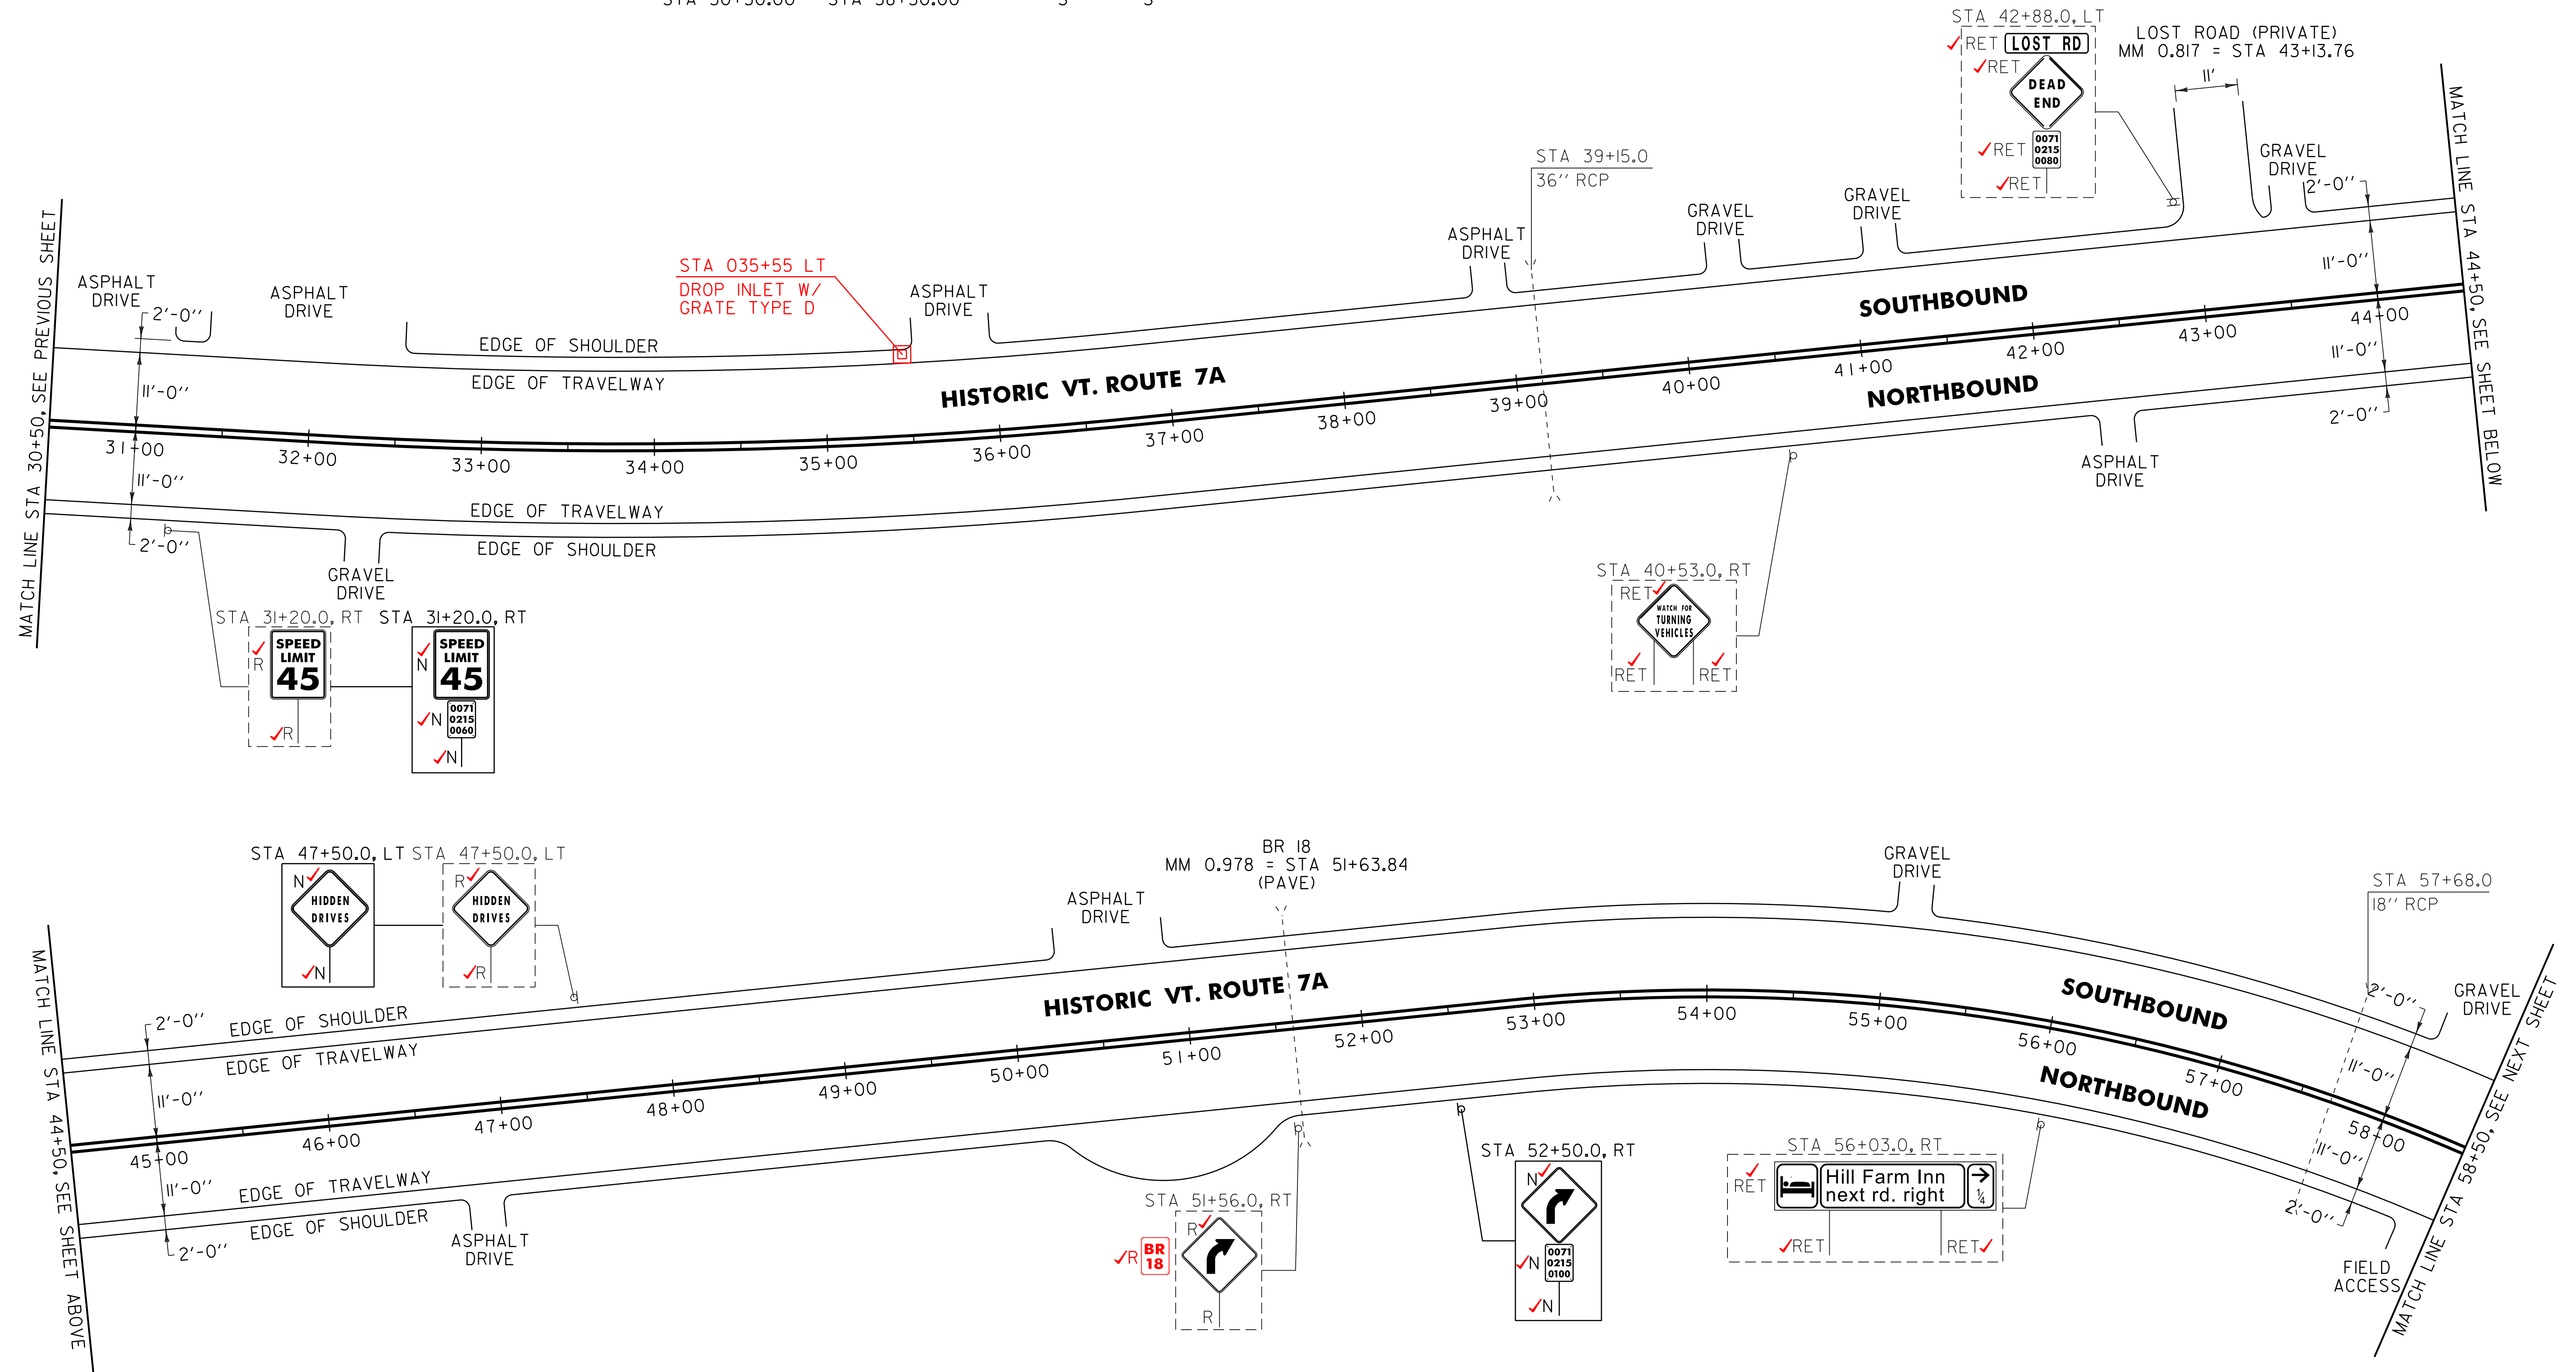 STA 42+88.0, LT
RET LOST RD
RET
DEAD
END
RET
0071
0215
0080
RET
LOST ROAD (PRIVATE)
MM 0.817 = STA 43+13.76
11'
GRAVEL
DRIVE
2'-0''
MATCH LINE STA 44+50, SEE SHEET BELOW
STA 39+15.0
36'' RCP
GRAVEL
DRIVE
GRAVEL
DRIVE
ASPHALT
DRIVE
MATCH LINE STA 30+50, SEE PREVIOUS SHEET
ASPHALT
DRIVE
2'-0''
ASPHALT
DRIVE
STA 035+55 LT
DROP INLET W/
GRATE TYPE D
ASPHALT
DRIVE
EDGE OF SHOULDER
EDGE OF TRAVELWAY
HISTORIC VT. ROUTE 7A
SOUTHBOUND
NORTHBOUND
11'-0''
11'-0''
11'-0''
11'-0''
31+00
32+00
33+00
34+00
35+00
36+00
37+00
38+00
39+00
40+00
41+00
42+00
43+00
44+00
2'-0''
2'-0''
EDGE OF TRAVELWAY
EDGE OF SHOULDER
GRAVEL
DRIVE
ASPHALT
DRIVE
STA 31+20.0, RT
R
SPEED
LIMIT
45
R
STA 31+20.0, RT
N
SPEED
LIMIT
45
N
0071
0215
0060
N
STA 40+53.0, RT
RET
WATCH FOR
TURNING
VEHICLES
RET
RET
STA 47+50.0, LT
N
HIDDEN
DRIVES
N
STA 47+50.0, LT
R
HIDDEN
DRIVES
R
BR 18
MM 0.978 = STA 51+63.84
(PAVE)
ASPHALT
DRIVE
GRAVEL
DRIVE
STA 57+68.0
18'' RCP
MATCH LINE STA 44+50, SEE SHEET ABOVE
2'-0''
EDGE OF SHOULDER
EDGE OF TRAVELWAY
HISTORIC VT. ROUTE 7A
SOUTHBOUND
NORTHBOUND
2'-0''
GRAVEL
DRIVE
MATCH LINE STA 58+50, SEE NEXT SHEET
11'-0''
11'-0''
11'-0''
11'-0''
45+00
46+00
47+00
48+00
49+00
50+00
51+00
52+00
53+00
54+00
55+00
56+00
57+00
58+00
EDGE OF TRAVELWAY
EDGE OF SHOULDER
2'-0''
2'-0''
ASPHALT
DRIVE
FIELD
ACCESS
STA 51+56.0, RT
R
R
BR
18
R
STA 52+50.0, RT
N
N
0071
0215
0100
N
STA 56+03.0, RT
RET
Hill Farm Inn
next rd. right
1/4
RET
RET